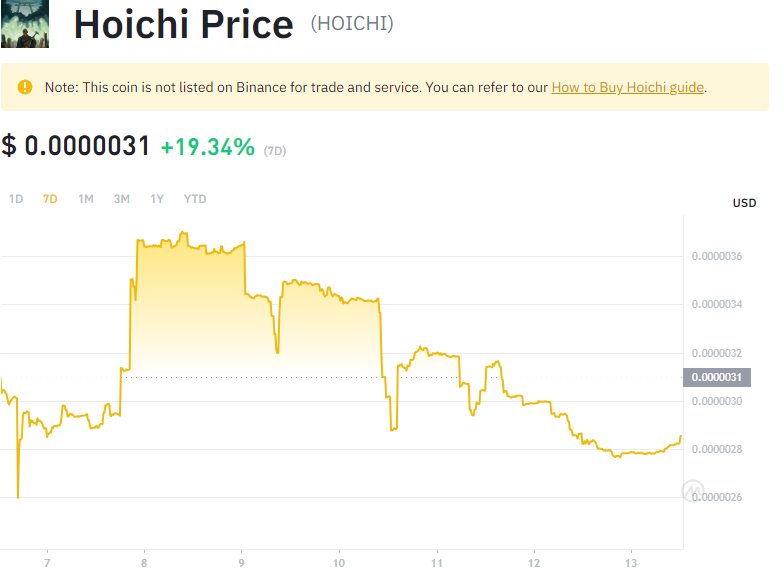 Hoichi Price (HOICHI)
Note: This coin is not listed on Binance for trade and service. You can refer to our How to Buy Hoichi guide.
$ 0.0000031 +19.34% (7D)
1D 7D 1M 3M 1Y YTD
USD
0.0000036
0.0000034
0.0000032
0.0000031
0.0000030
0.0000028
0.0000026
7 8 9 10 11 12 13